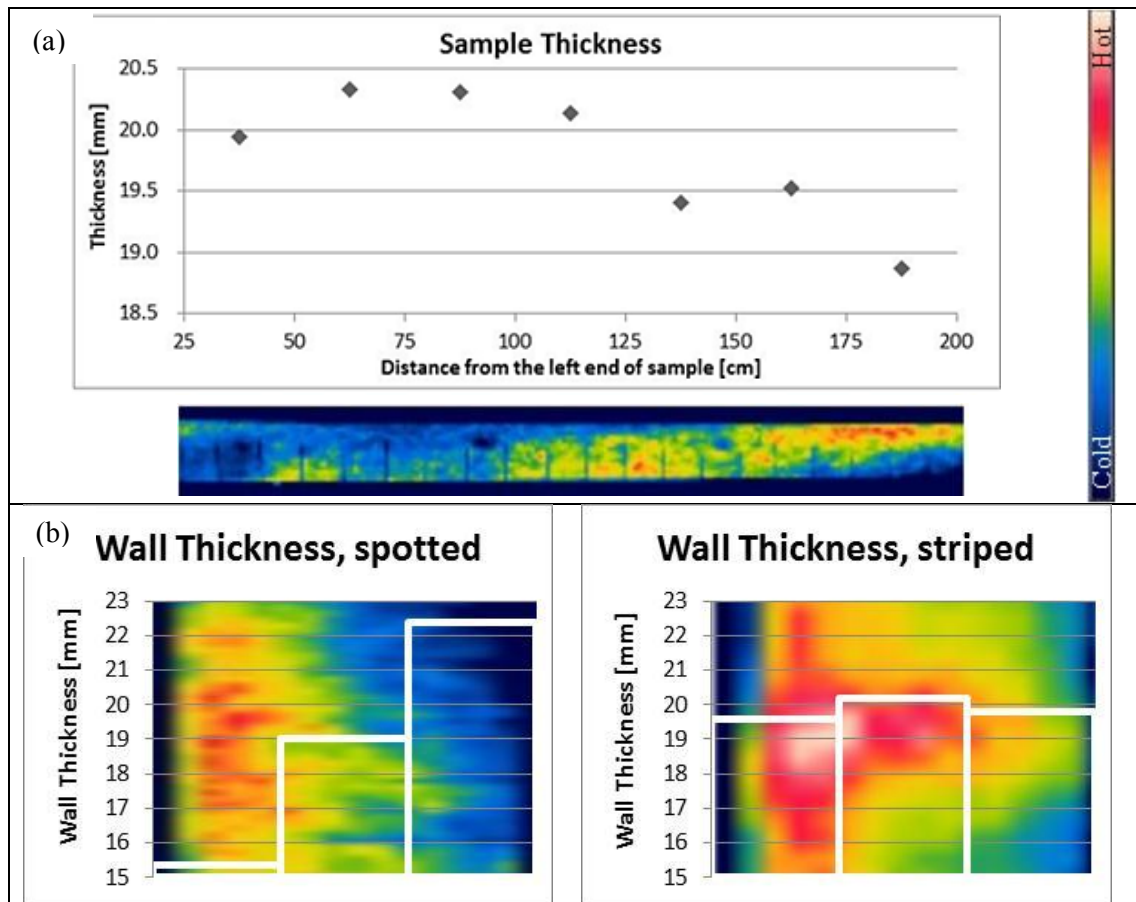 (a)
Sample Thickness
Thickness [mm]
20.5
20.0
19.5
19.0
18.5
25 50 75 100 125 150 175 200
Distance from the left end of sample [cm]
Hot
Cold
(b)
Wall Thickness, spotted
Wall Thickness [mm]
23
22
21
20
19
18
17
16
15
Wall Thickness, striped
Wall Thickness [mm]
23
22
21
20
19
18
17
16
15